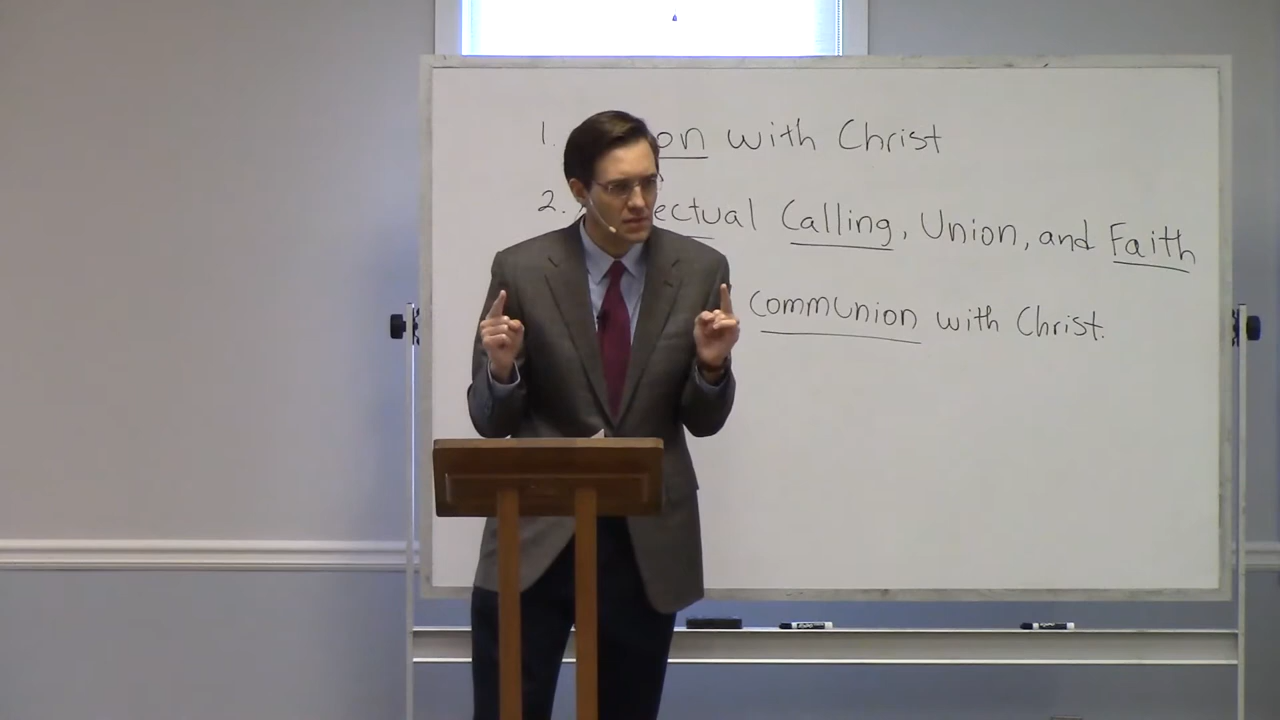 1. on with Christ
2. ectual Calling, Union, and Faith
communion with Christ.